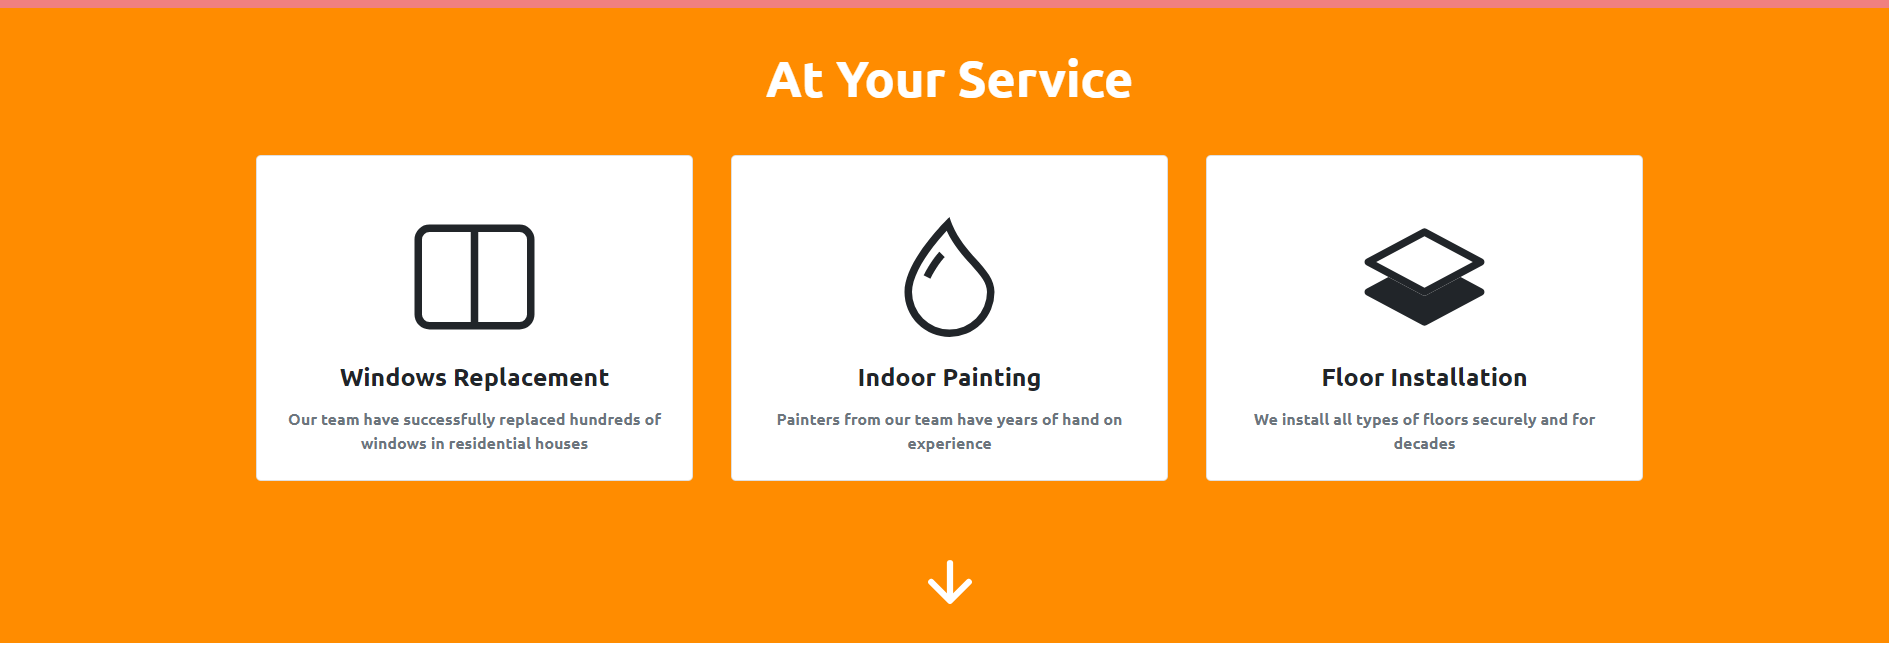 At Your Service
Windows Replacement
Our team have successfully replaced hundreds of
windows in residential houses
Indoor Painting
Painters from our team have years of hand on
experience
Floor Installation
We install all types of floors securely and for
decades